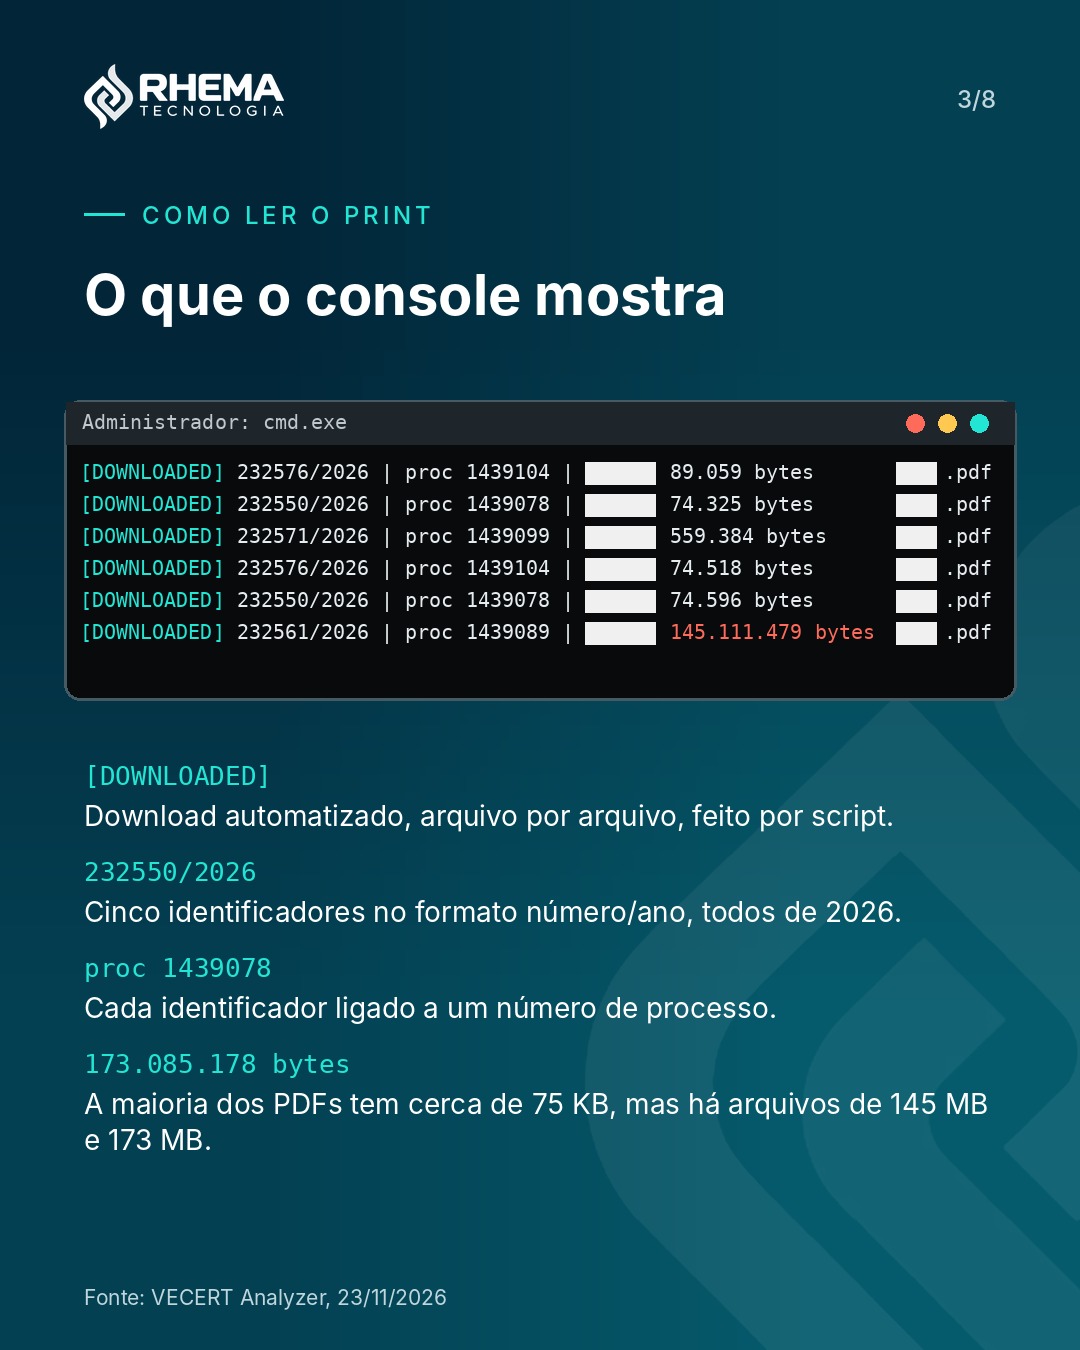 RHEMA
TECNOLOGIA
3/8
COMO LER O PRINT
O que o console mostra
Administrador: cmd.exe
[DOWNLOADED] 232576/2026 | proc 1439104 | 89.059 bytes .pdf
[DOWNLOADED] 232550/2026 | proc 1439078 | 74.325 bytes .pdf
[DOWNLOADED] 232571/2026 | proc 1439099 | 559.384 bytes .pdf
[DOWNLOADED] 232576/2026 | proc 1439104 | 74.518 bytes .pdf
[DOWNLOADED] 232550/2026 | proc 1439078 | 74.596 bytes .pdf
[DOWNLOADED] 232561/2026 | proc 1439089 | 145.111.479 bytes .pdf
[DOWNLOADED]
Download automatizado, arquivo por arquivo, feito por script.
232550/2026
Cinco identificadores no formato número/ano, todos de 2026.
proc 1439078
Cada identificador ligado a um número de processo.
173.085.178 bytes
A maioria dos PDFs tem cerca de 75 KB, mas há arquivos de 145 MB
e 173 MB.
Fonte: VECERT Analyzer, 23/11/2026